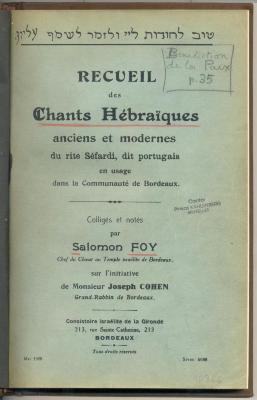 טוב להודות לי״י ולזמר לשמך עליון
Bénédiction
de la Paix
p.35
RECUEIL
des
Chants Hébraïques
anciens et modernes
du rite Séfardi, dit portugais
en usage
dans la Communauté de Bordeaux.
Colligés et notés
par
Salomon FOY
Chef du Chœur au Temple israélite de Bordeaux.
sur l'initiative
de Monsieur Joseph COHEN
Grand-Rabbin de Bordeaux.
Consistoire Israélite de la Gironde
213, rue Sainte Catherine, 213
BORDEAUX
Tous droits réservés